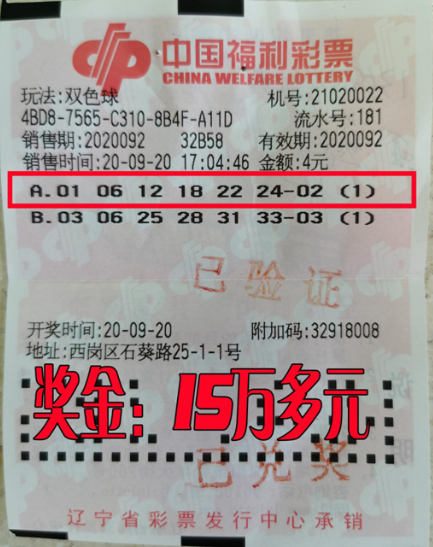 中国福利彩票
CHINA WELFARE LOTTERY
玩法:双色球 机号:21020022
4BD8-7565-C310-8B4F-A11D 流水号:181
销售期:2020092 32B58 有效期:2020092
销售时间:20-09-20 17:04:46 金额:4元
A.01 06 12 18 22 24-02 (1)
B.03 06 25 28 31 33-03 (1)
已验证
开奖时间:20-09-20 附加码:32918008
地址:西岗区石葵路25-1-1号
奖金:15万多元
已兑奖
辽宁省彩票发行中心承销